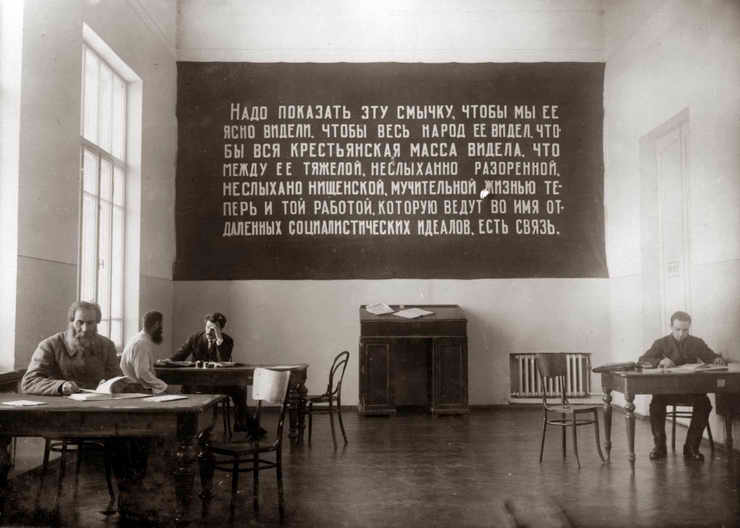 НАДО ПОКАЗАТЬ ЭТУ СМЫЧКУ, ЧТОБЫ МЫ ЕЕ
ЯСНО ВИДЕЛИ, ЧТОБЫ ВЕСЬ НАРОД ЕЕ ВИДЕЛ, ЧТО-
БЫ ВСЯ КРЕСТЬЯНСКАЯ МАССА ВИДЕЛА, ЧТО
МЕЖДУ ЕЕ ТЯЖЕЛОЙ, НЕСЛЫХАННО РАЗОРЕННОЙ,
НЕСЛЫХАНО НИЩЕНСКОЙ, МУЧИТЕЛЬНОЙ ЖИЗНЬЮ ТЕ-
ПЕРЬ И ТОЙ РАБОТОЙ, КОТОРУЮ ВЕДУТ ВО ИМЯ ОТ-
ДАЛЕННЫХ СОЦИАЛИСТИЧЕСКИХ ИДЕАЛОВ, ЕСТЬ СВЯЗЬ.